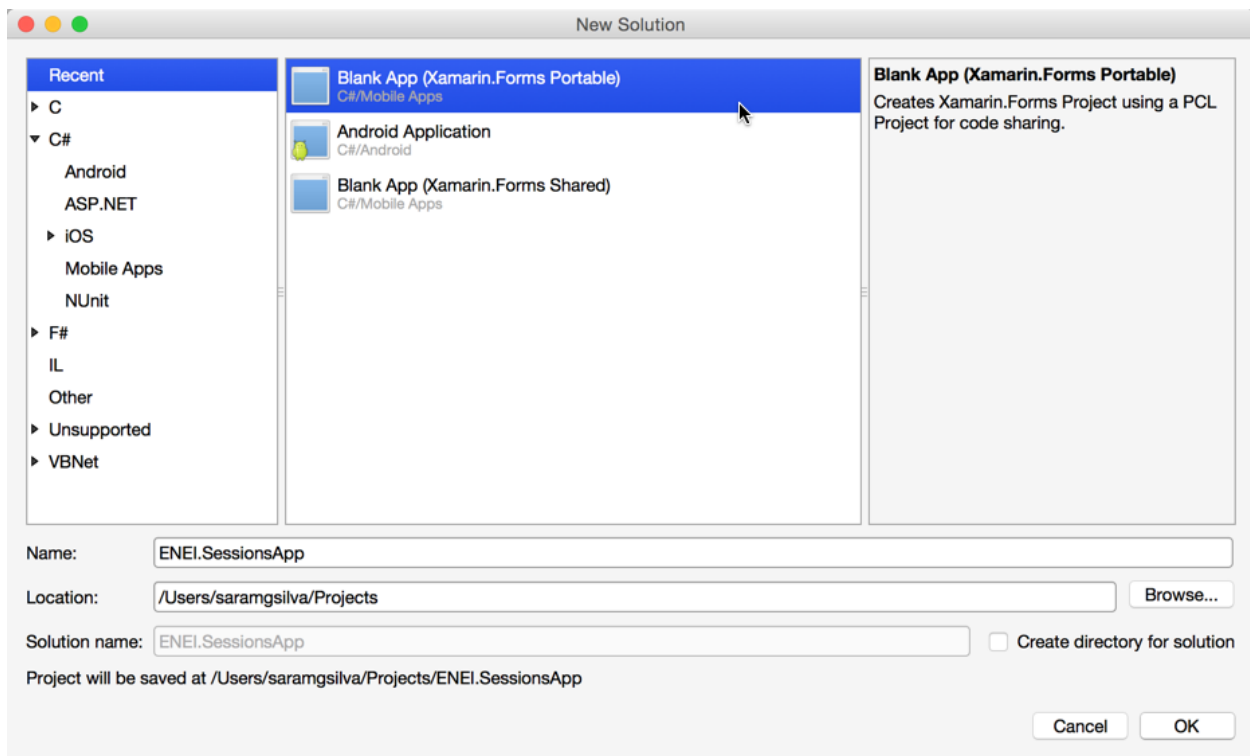 New Solution
Recent
C
C#
Android
ASP.NET
iOS
Mobile Apps
NUnit
F#
IL
Other
Unsupported
VBNet
Blank App (Xamarin.Forms Portable)
C#/Mobile Apps
Android Application
C#/Android
Blank App (Xamarin.Forms Shared)
C#/Mobile Apps
Blank App (Xamarin.Forms Portable)
Creates Xamarin.Forms Project using a PCL
Project for code sharing.
Name: ENEI.SessionsApp
Location: /Users/saramgsilva/Projects Browse...
Solution name: ENEI.SessionsApp Create directory for solution
Project will be saved at /Users/saramgsilva/Projects/ENEI.SessionsApp
Cancel OK